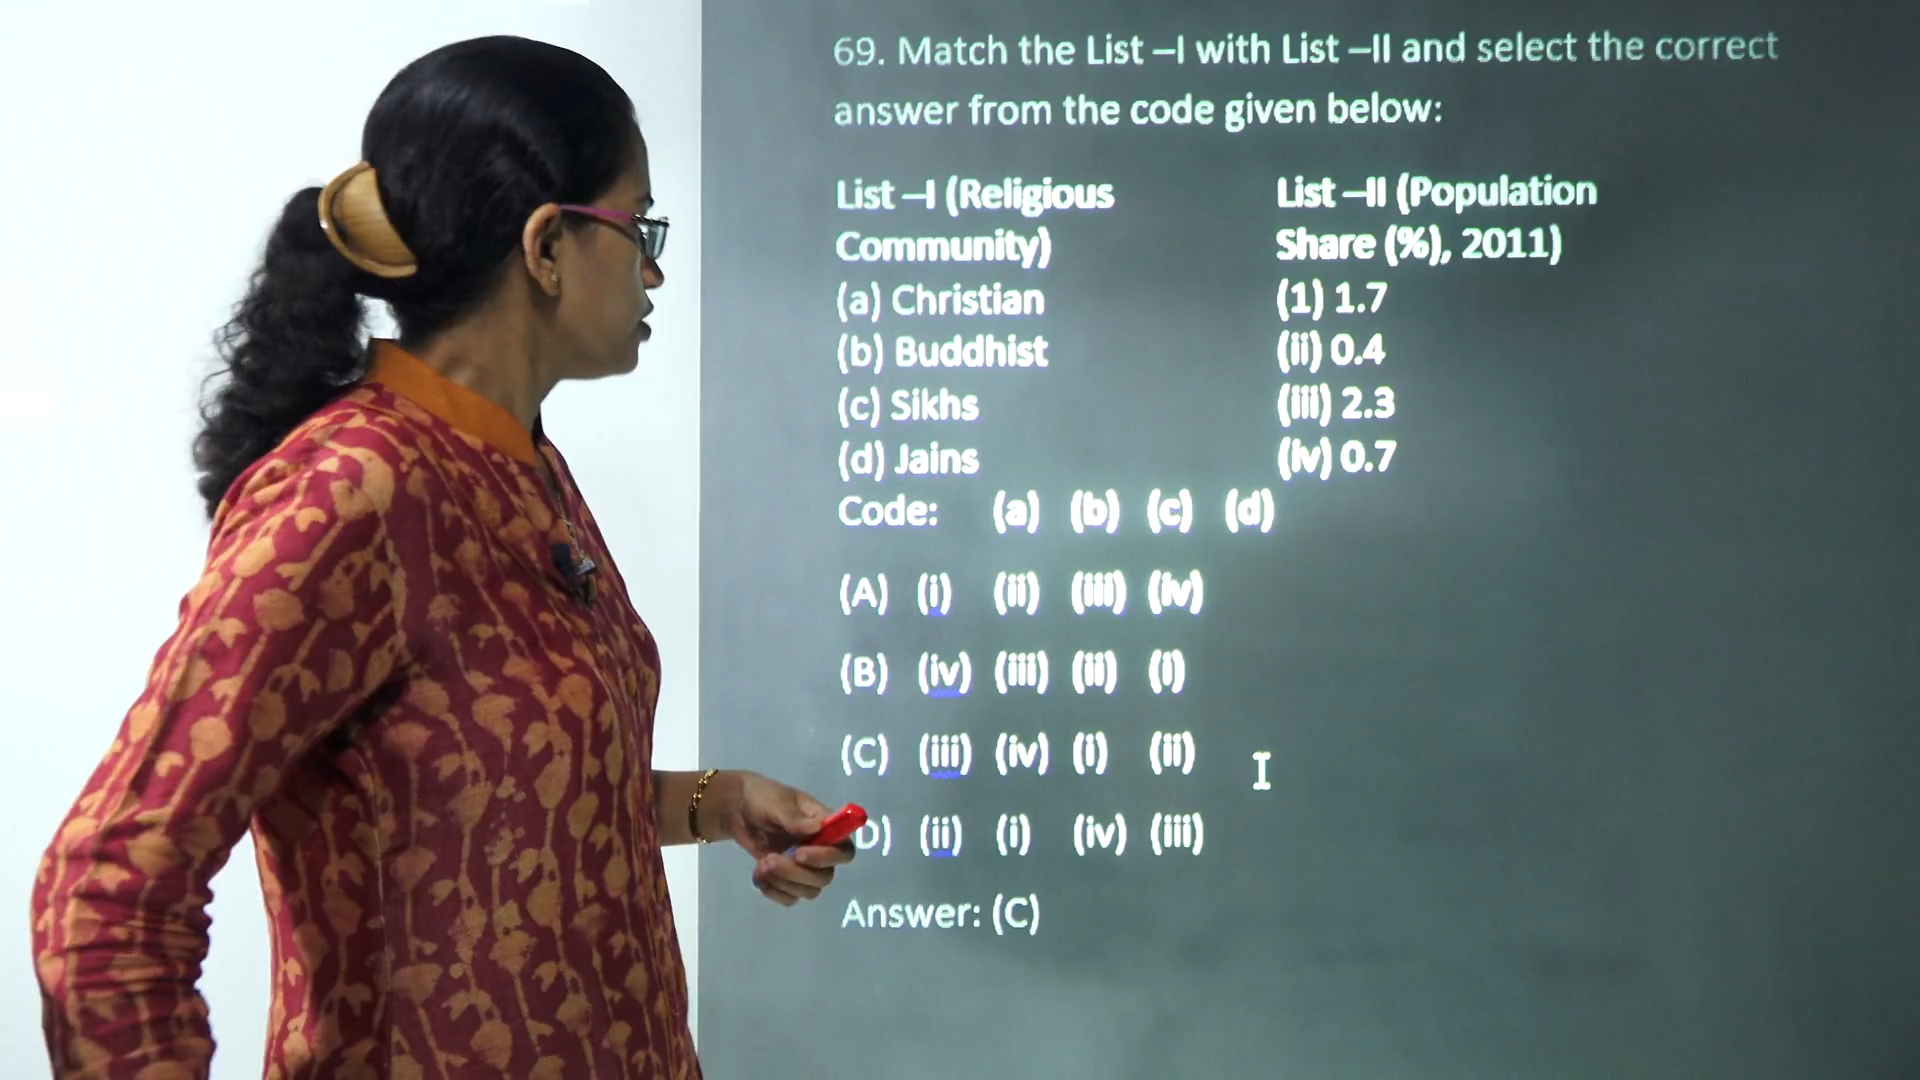 69. Match the List –I with List –II and select the correct
answer from the code given below:
List –I (Religious Community) List –II (Population Share (%), 2011)
(a) Christian (1) 1.7
(b) Buddhist (ii) 0.4
(c) Sikhs (iii) 2.3
(d) Jains (iv) 0.7
Code: (a) (b) (c) (d)
(A) (i) (ii) (iii) (iv)
(B) (iv) (iii) (ii) (i)
(C) (iii) (iv) (i) (ii)
D) (ii) (i) (iv) (iii)
Answer: (C)